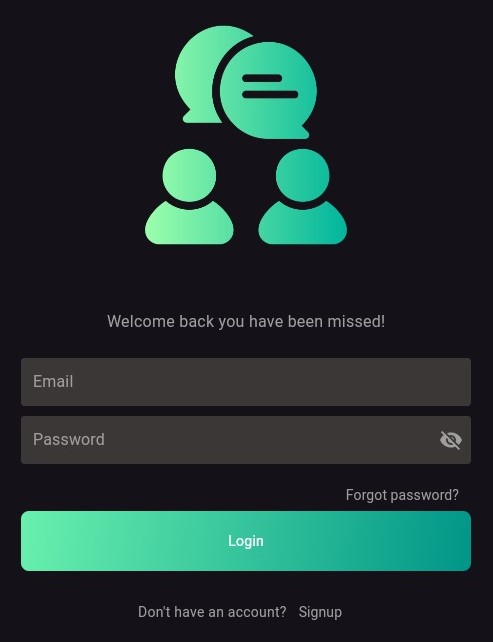 Welcome back you have been missed!
Email
Password
Forgot password?
Login
Don't have an account? Signup